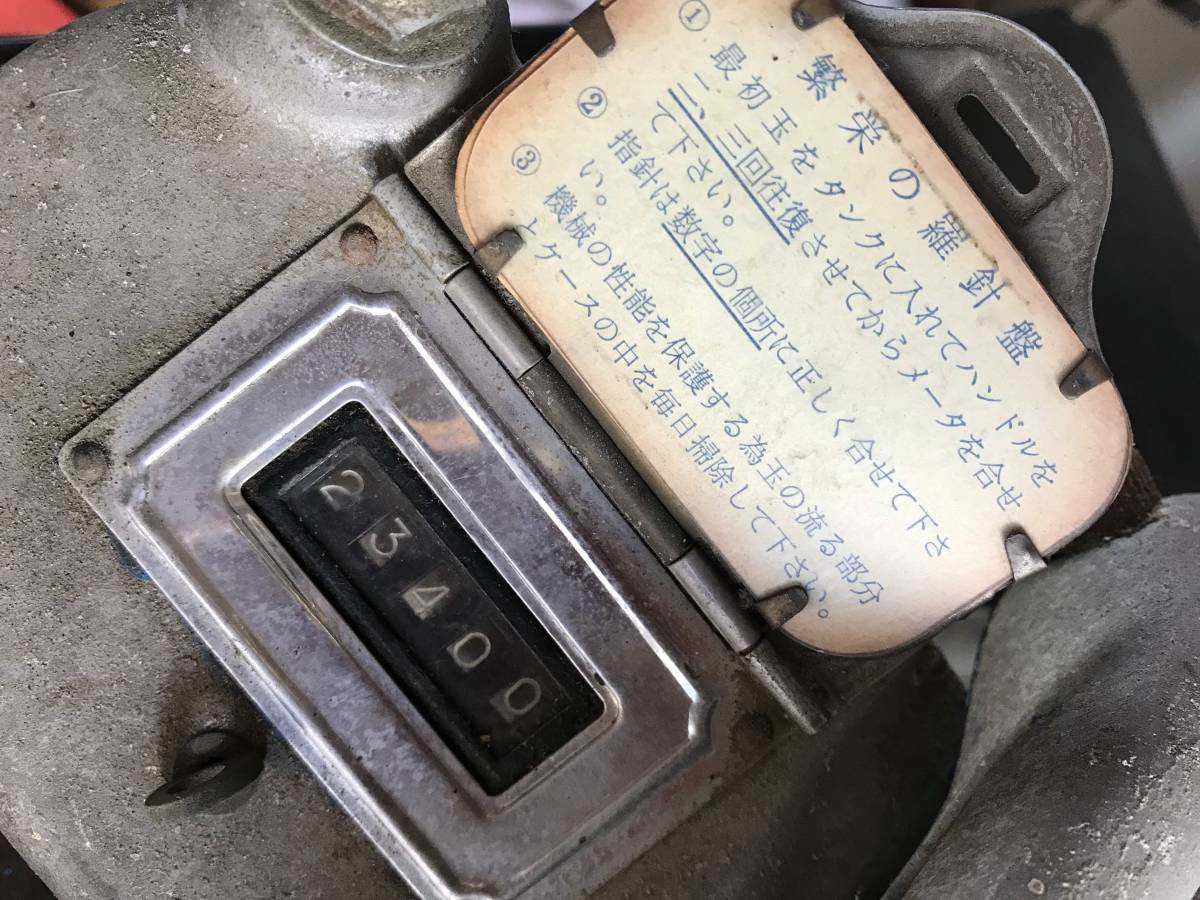 繁栄の羅針盤
① 最初玉をタンクに入れてハンドルを
二、三回往復させてからメータを合せ
て下さい。
② 指針は数字の個所に正しく合せて下さ
い。
③ 機械の性能を保護する為玉の流る部分
とケースの中を毎日掃除して下さい。
23400